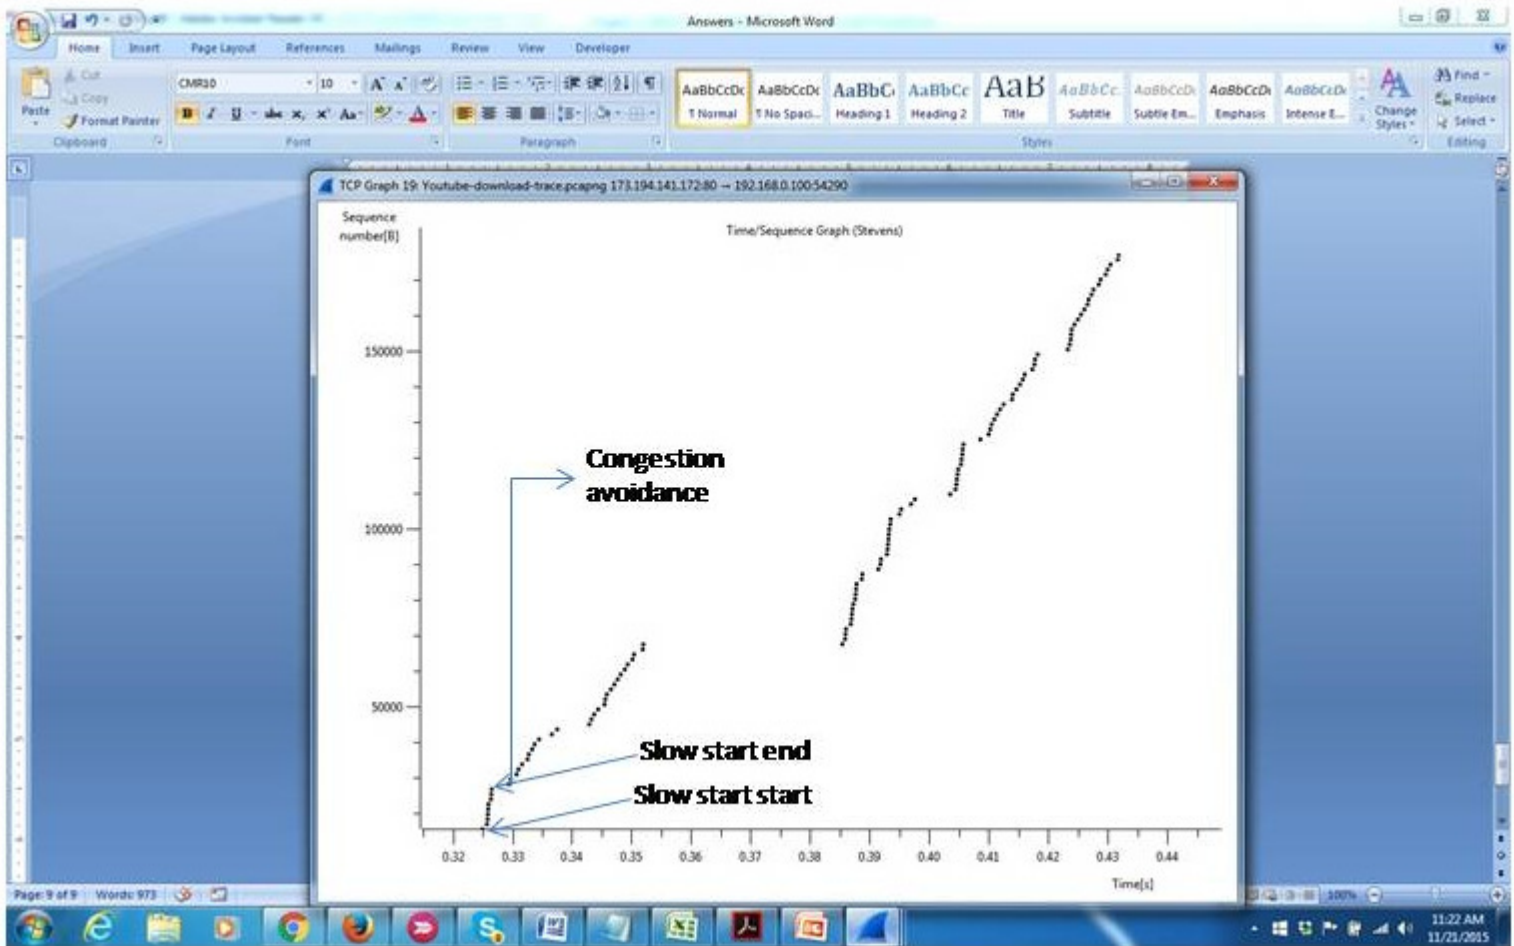 Answers - Microsoft Word
Home Insert Page Layout References Mailings Review View Developer
Cut
Copy
Paste
Format Painter
Clipboard
CMR10 10
Font
Paragraph
AaBbCcDc AaBbCcDc AaBbC AaBbCc AaB AaBbCc. AaBbCcDı AaBbCcDı AaBbCcDı
¶ Normal ¶ No Spaci... Heading 1 Heading 2 Title Subtitle Subtle Em... Emphasis Intense E...
Styles
Change Styles
Find
Replace
Select
Editing
TCP Graph 19: Youtube-download-trace.pcapng 173.194.141.172:80 → 192.168.0.100:54290
Sequence
number[B]
Time/Sequence Graph (Stevens)
150000
100000
50000
Congestion
avoidance
Slow start end
Slow start start
0.32 0.33 0.34 0.35 0.36 0.37 0.38 0.39 0.40 0.41 0.42 0.43 0.44
Time[s]
Page: 9 of 9 Words: 973
100%
11:22 AM
11/21/2015